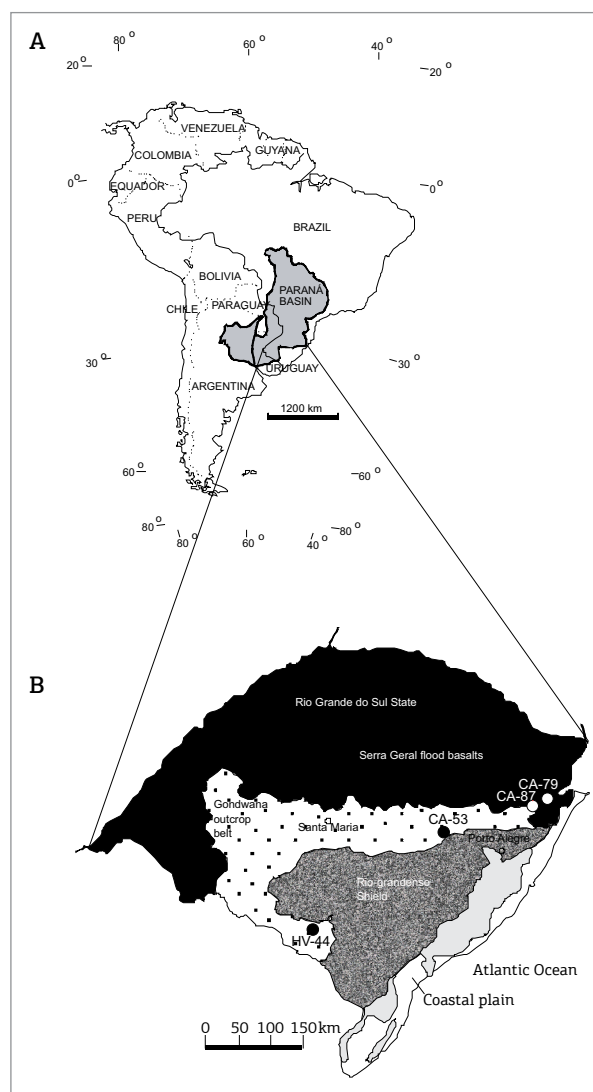 A
80 o
60 o
40 o
20 o
20 o
VENEZUELA
GUYANA
COLOMBIA
0 o
0 o
EQUADOR
PERU
BRAZIL
BOLIVIA
PARANÁ
BASIN
CHILE
PARAGUAY
30 o
30 o
URUGUAY
ARGENTINA
1200 km
60 o
60 o
80 o
80 o
60 o
40 o
80 o
B
Rio Grande do Sul State
Serra Geral flood basalts
CA-79
CA-87
Gondwana
outcrop
belt
Santa Maria
CA-53
Porto Alegre
Rio-grandense
Shield
HV-44
Atlantic Ocean
Coastal plain
0 50 100 150km